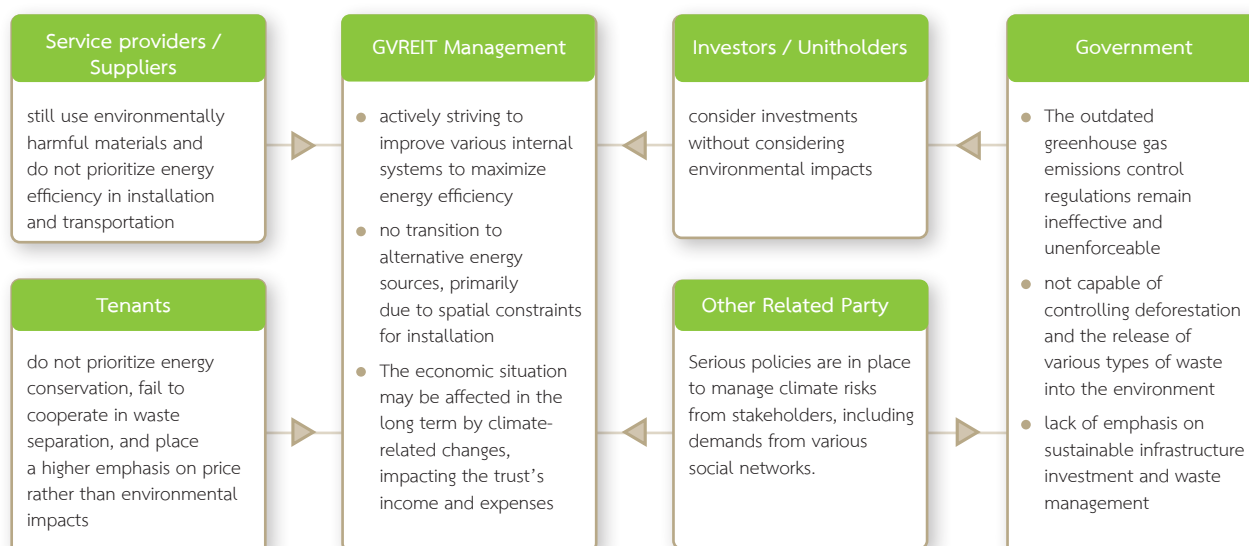 Service providers /
Suppliers
still use environmentally
harmful materials and
do not prioritize energy
efficiency in installation
and transportation
Tenants
do not prioritize energy
conservation, fail to
cooperate in waste
separation, and place
a higher emphasis on price
rather than environmental
impacts
GVREIT Management
• actively striving to
improve various internal
systems to maximize
energy efficiency
• no transition to
alternative energy
sources, primarily
due to spatial constraints
for installation
• The economic situation
may be affected in the
long term by climate-
related changes,
impacting the trust's
income and expenses
Investors / Unitholders
consider investments
without considering
environmental impacts
Other Related Party
Serious policies are in place
to manage climate risks
from stakeholders, including
demands from various
social networks.
Government
• The outdated
greenhouse gas
emissions control
regulations remain
ineffective and
unenforceable
• not capable of
controlling deforestation
and the release of
various types of waste
into the environment
• lack of emphasis on
sustainable infrastructure
investment and waste
management